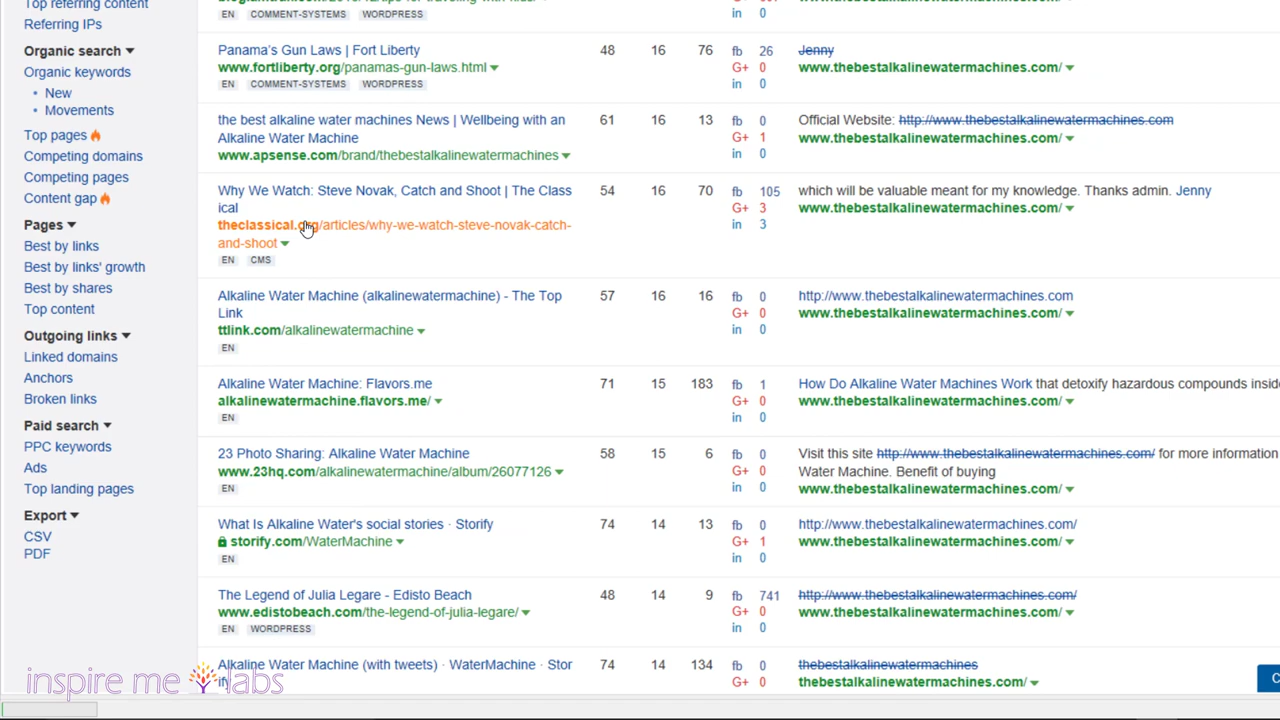 Top referring content
Referring IPs
Organic search
Organic keywords
New
Movements
Top pages
Competing domains
Competing pages
Content gap
Pages
Best by links
Best by links' growth
Best by shares
Top content
Outgoing links
Linked domains
Anchors
Broken links
Paid search
PPC keywords
Ads
Top landing pages
Export
CSV
PDF
EN COMMENT-SYSTEMS WORDPRESS
in 0
Panama's Gun Laws | Fort Liberty 48 16 76 fb 26 Jenny
www.fortliberty.org/panamas-gun-laws.html G+ 0 www.thebestalkalinewatermachines.com/
EN COMMENT-SYSTEMS WORDPRESS in 0
the best alkaline water machines News | Wellbeing with an 61 16 13 fb 0 Official Website: http://www.thebestalkalinewatermachines.com
Alkaline Water Machine G+ 1 www.thebestalkalinewatermachines.com/
www.apsense.com/brand/thebestalkalinewatermachines in 0
Why We Watch: Steve Novak, Catch and Shoot | The Class 54 16 70 fb 105 which will be valuable meant for my knowledge. Thanks admin. Jenny
ical G+ 3 www.thebestalkalinewatermachines.com/
theclassical.org/articles/why-we-watch-steve-novak-catch- in 3
and-shoot
EN CMS
Alkaline Water Machine (alkalinewatermachine) - The Top 57 16 16 fb 0 http://www.thebestalkalinewatermachines.com
Link G+ 0 www.thebestalkalinewatermachines.com/
ttlink.com/alkalinewatermachine in 0
EN
Alkaline Water Machine: Flavors.me 71 15 183 fb 1 How Do Alkaline Water Machines Work that detoxify hazardous compounds
alkalinewatermachine.flavors.me/ G+ 0 www.thebestalkalinewatermachines.com/
EN in 0
23 Photo Sharing: Alkaline Water Machine 58 15 6 fb 0 Visit this site http://www.thebestalkalinewatermachines.com/ for more information
www.23hq.com/alkalinewatermachine/album/26077126 G+ 0 Water Machine. Benefit of buying
EN in 0 www.thebestalkalinewatermachines.com/
What Is Alkaline Water's social stories · Storify 74 14 13 fb 0 http://www.thebestalkalinewatermachines.com/
storify.com/WaterMachine G+ 1 www.thebestalkalinewatermachines.com/
EN in 0
The Legend of Julia Legare - Edisto Beach 48 14 9 fb 741 http://www.thebestalkalinewatermachines.com/
www.edistobeach.com/the-legend-of-julia-legare/ G+ 0 www.thebestalkalinewatermachines.com/
EN WORDPRESS in 0
Alkaline Water Machine (with tweets) · WaterMachine · Stor 74 14 134 fb 0 thebestalkalinewatermachines
ify G+ 0 thebestalkalinewatermachines.com/
inspire me labs